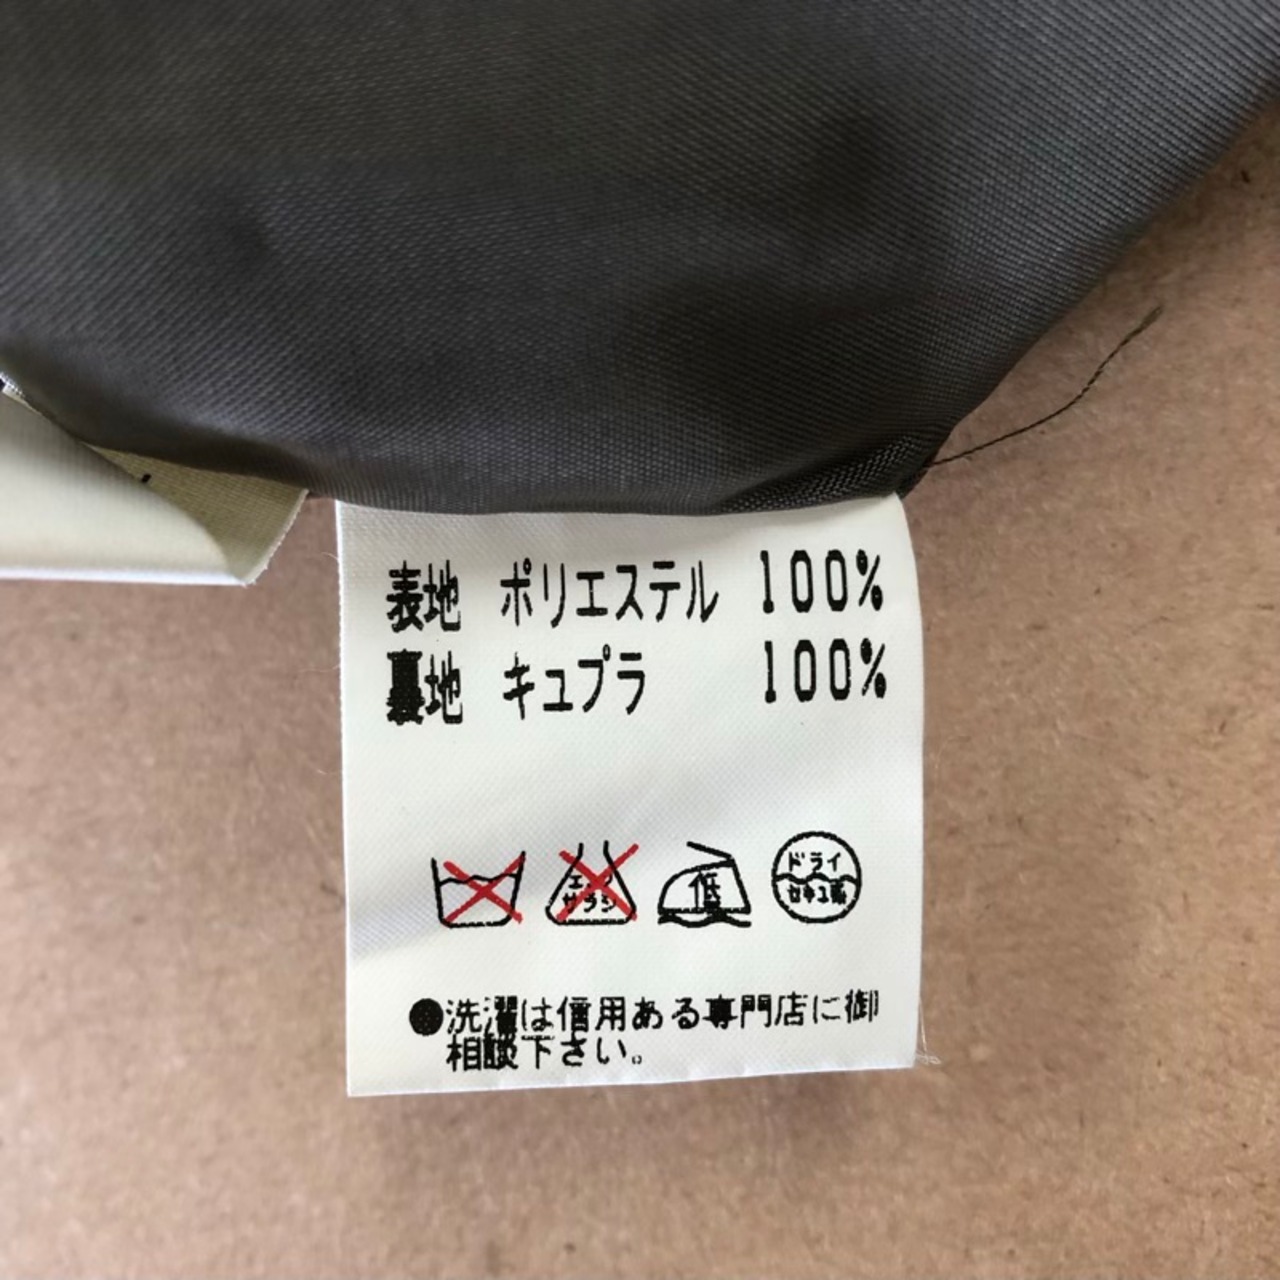 表地 ポリエステル 100%
裏地 キュプラ 100%
エンソ
サラシ
低
ドライ
セキユ系
●洗濯は信用ある専門店に御
相談下さい。